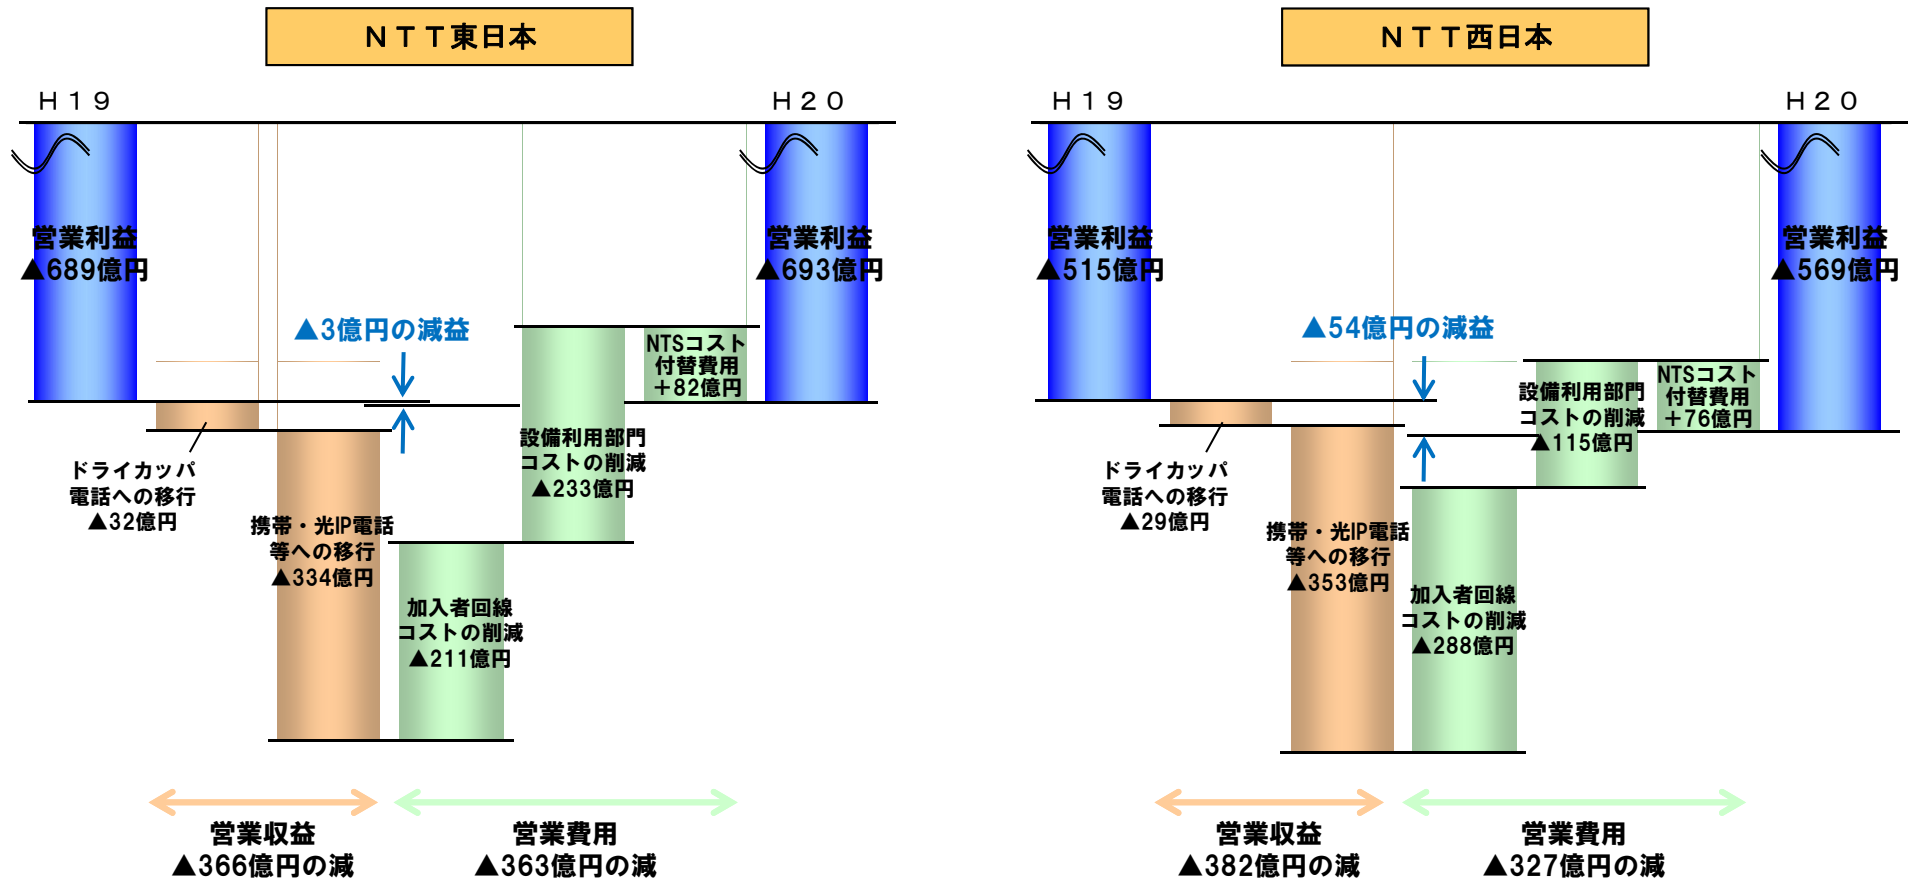 ＮＴＴ東日本
Ｈ１９
Ｈ２０
営業利益
▲689億円
営業利益
▲693億円
▲3億円の減益
NTSコスト
付替費用
＋82億円
設備利用部門
コストの削減
▲233億円
ドライカッパ
電話への移行
▲32億円
携帯・光IP電話
等への移行
▲334億円
加入者回線
コストの削減
▲211億円
営業収益
▲366億円の減
営業費用
▲363億円の減
ＮＴＴ西日本
Ｈ１９
Ｈ２０
営業利益
▲515億円
営業利益
▲569億円
▲54億円の減益
NTSコスト
付替費用
＋76億円
設備利用部門
コストの削減
▲115億円
ドライカッパ
電話への移行
▲29億円
携帯・光IP電話
等への移行
▲353億円
加入者回線
コストの削減
▲288億円
営業収益
▲382億円の減
営業費用
▲327億円の減